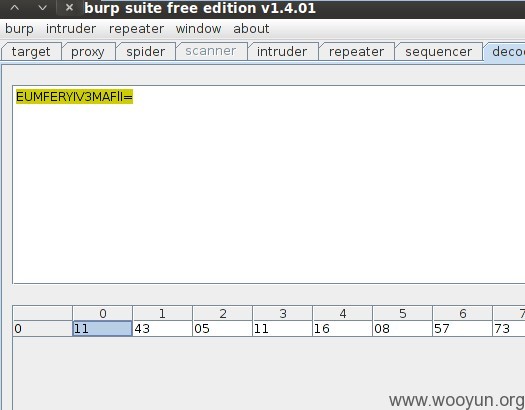 burp suite free edition v1.4.01
burp intruder repeater window about
target proxy spider scanner intruder repeater sequencer deco
EUMFERYIV3MAFlI=
0 1 2 3 4 5 6 7
0 11 43 05 11 16 08 57 73
www.wooyun.org